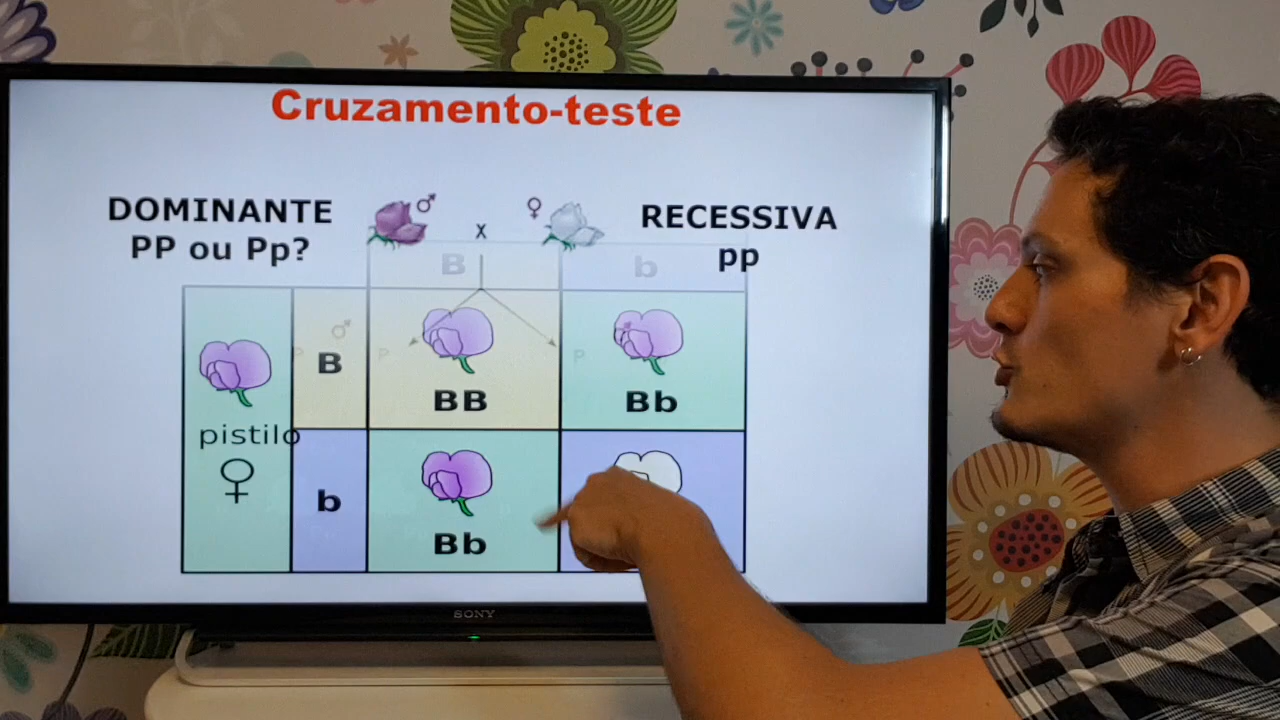 Cruzamento-teste
DOMINANTE
PP ou Pp?
x
RECESSIVA
pp
B
b
P
P
P
B
BB
Bb
pistilo
b
Bb
SONY